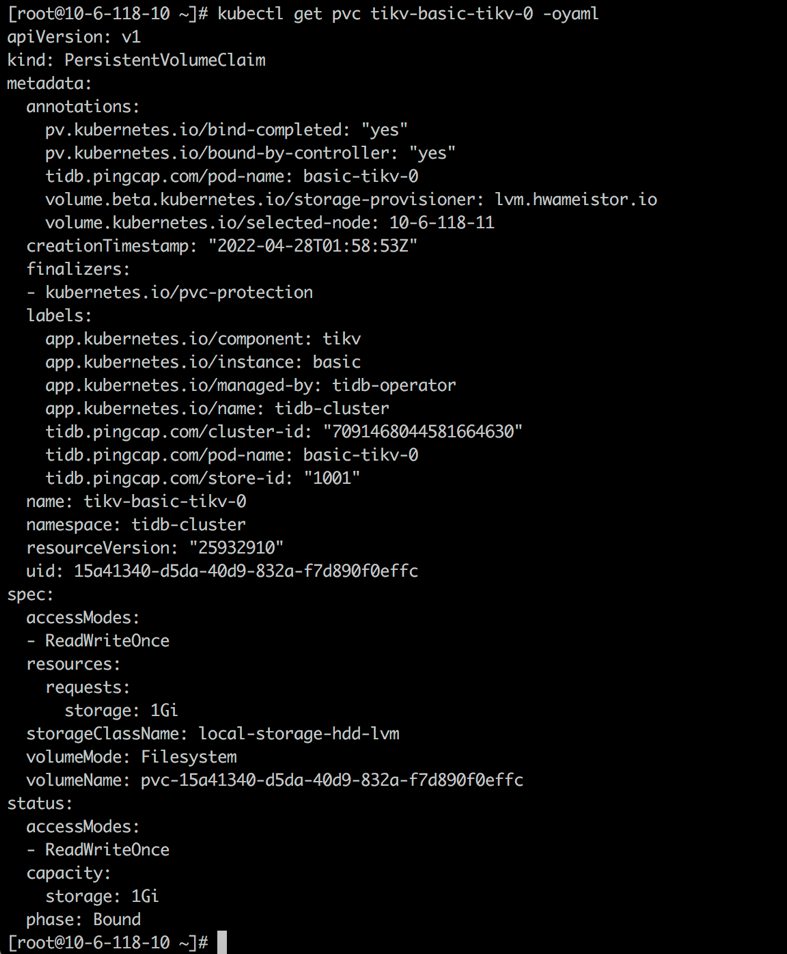 [root@10-6-118-10 ~]# kubectl get pvc tikv-basic-tikv-0 -oyaml
apiVersion: v1
kind: PersistentVolumeClaim
metadata:
  annotations:
    pv.kubernetes.io/bind-completed: "yes"
    pv.kubernetes.io/bound-by-controller: "yes"
    tidb.pingcap.com/pod-name: basic-tikv-0
    volume.beta.kubernetes.io/storage-provisioner: lvm.hwameistor.io
    volume.kubernetes.io/selected-node: 10-6-118-11
  creationTimestamp: "2022-04-28T01:58:53Z"
  finalizers:
  - kubernetes.io/pvc-protection
  labels:
    app.kubernetes.io/component: tikv
    app.kubernetes.io/instance: basic
    app.kubernetes.io/managed-by: tidb-operator
    app.kubernetes.io/name: tidb-cluster
    tidb.pingcap.com/cluster-id: "7091468044581664630"
    tidb.pingcap.com/pod-name: basic-tikv-0
    tidb.pingcap.com/store-id: "1001"
  name: tikv-basic-tikv-0
  namespace: tidb-cluster
  resourceVersion: "25932910"
  uid: 15a41340-d5da-40d9-832a-f7d890f0effc
spec:
  accessModes:
  - ReadWriteOnce
  resources:
    requests:
      storage: 1Gi
  storageClassName: local-storage-hdd-lvm
  volumeMode: Filesystem
  volumeName: pvc-15a41340-d5da-40d9-832a-f7d890f0effc
status:
  accessModes:
  - ReadWriteOnce
  capacity:
    storage: 1Gi
  phase: Bound
[root@10-6-118-10 ~]#